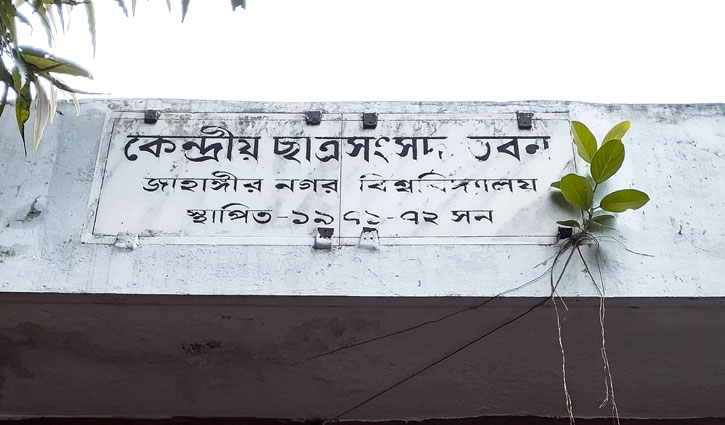 কেন্দ্রীয় ছাত্রসংসদ ভবন
জাহাঙ্গীর নগর বিশ্ববিদ্যালয়
স্থাপিত-১৯৭১-৭২ সন